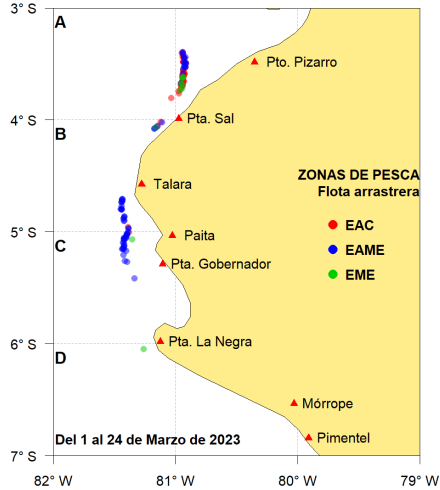 3° S
A
Pto. Pizarro
4° S
Pta. Sal
B
ZONAS DE PESCA
Flota arrastrera
Talara
EAC
5° S
Paita
EAME
C
Pta. Gobernador
EME
6° S
Pta. La Negra
D
Mórrope
Del 1 al 24 de Marzo de 2023
Pimentel
7° S
82° W
81° W
80° W
79° W